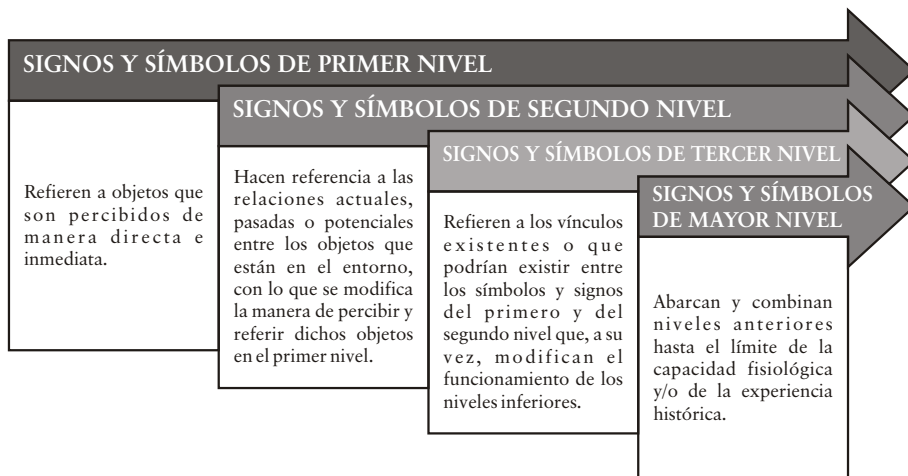 SIGNOS Y SÍMBOLOS DE PRIMER NIVEL
Refieren a objetos que
son percibidos de
manera directa e
inmediata.
SIGNOS Y SÍMBOLOS DE SEGUNDO NIVEL
Hacen referencia a las
relaciones actuales,
pasadas o potenciales
entre los objetos que
están en el entorno,
con lo que se modifica
la manera de percibir y
referir dichos objetos
en el primer nivel.
SIGNOS Y SÍMBOLOS DE TERCER NIVEL
Refieren a los vínculos
existentes o que
podrían existir entre
los símbolos y signos
del primero y del
segundo nivel que, a su
vez, modifican el
funcionamiento de los
niveles inferiores.
SIGNOS Y SÍMBOLOS
DE MAYOR NIVEL
Abarcan y combinan
niveles anteriores
hasta el límite de la
capacidad fisiológica
y/o de la experiencia
histórica.